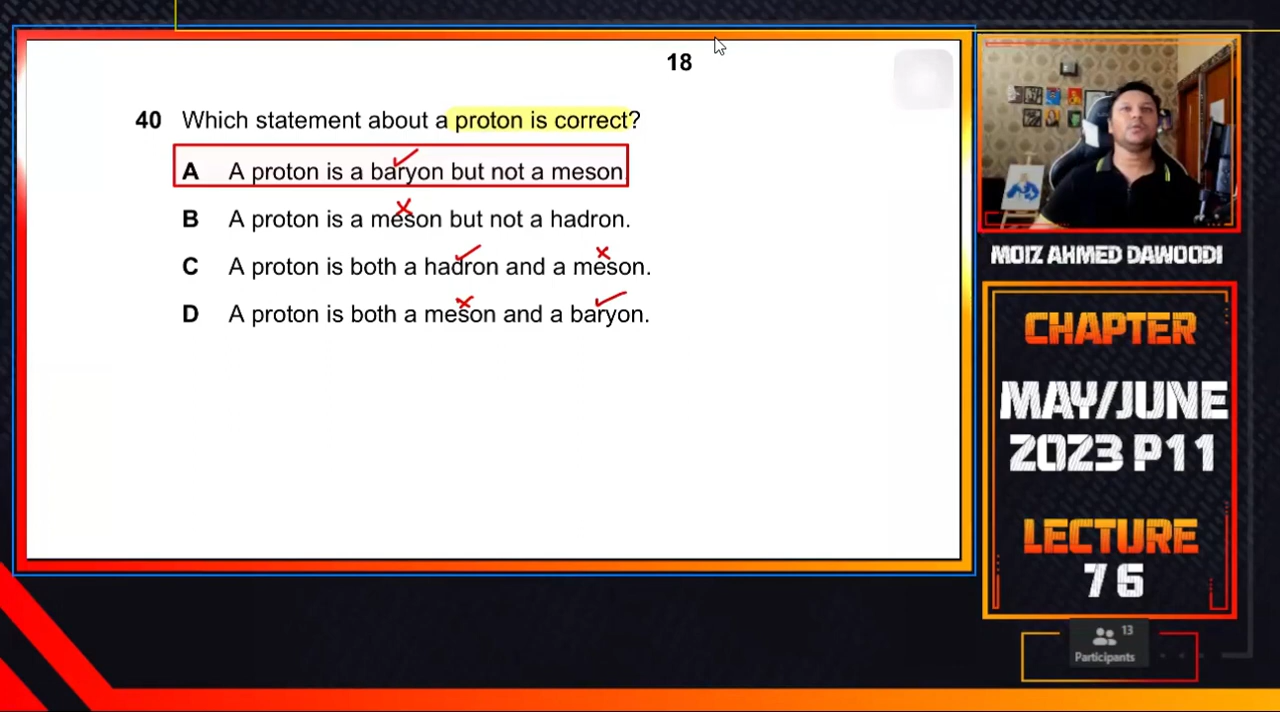 18
40 Which statement about a proton is correct?
A A proton is a baryon but not a meson.
B A proton is a meson but not a hadron.
C A proton is both a hadron and a meson.
D A proton is both a meson and a baryon.
MOIZ AHMED DAWOODI
CHAPTER
MAY/JUNE
2023 P11
LECTURE
76
13
Participants